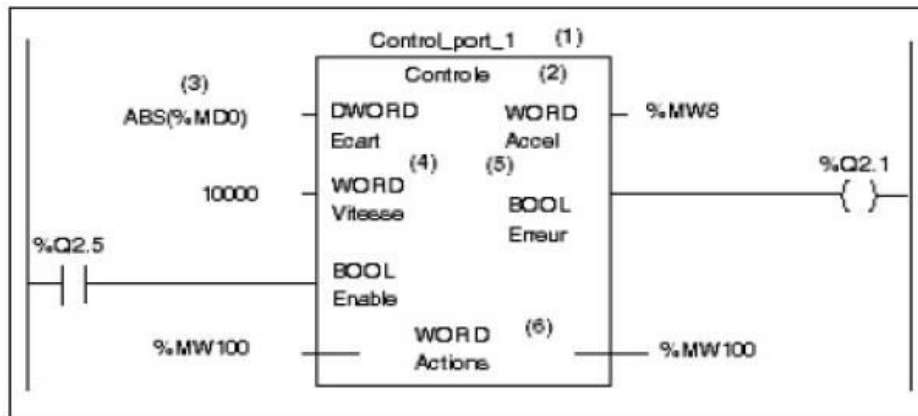 Control_port_1 (1)
Controle (2)
(3)
ABS(%MD0)
DWORD
Ecart
WORD
Accel
%MW8
(4)
(5)
10000
WORD
Vitesse
BOOL
Erreur
%Q2.1
%Q2.5
BOOL
Enable
%MW100
WORD (6)
Actions
%MW100